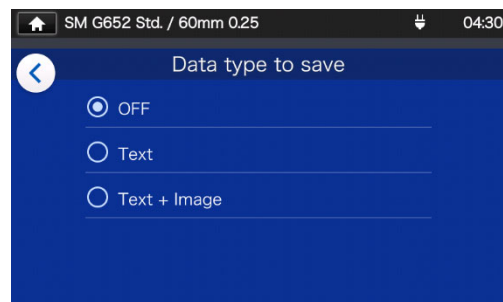 SM G652 Std. / 60mm 0.25 04:30
Data type to save
OFF
Text
Text + Image